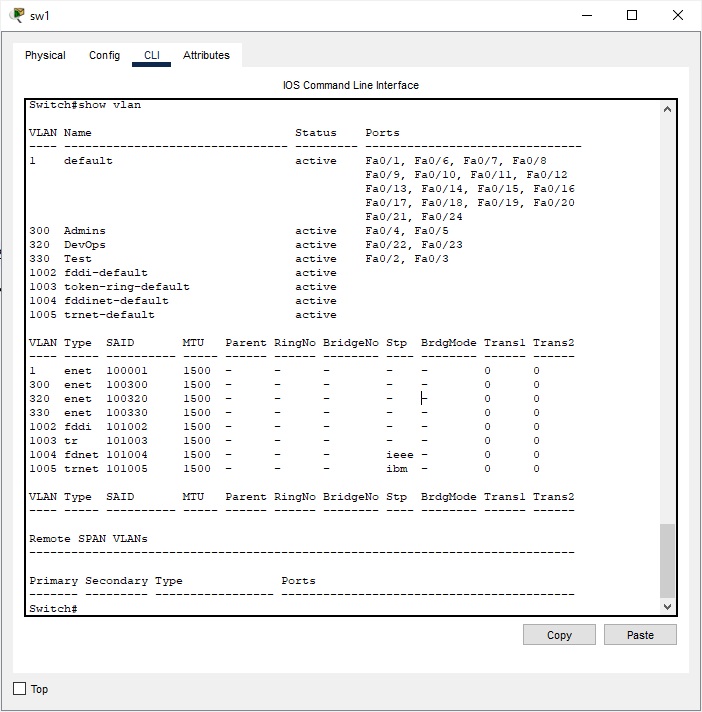 sw1
Physical Config CLI Attributes
IOS Command Line Interface
Switch#show vlan
VLAN Name Status Ports
---- -------------------------------- --------- -------------------------------
1 default active Fa0/1, Fa0/6, Fa0/7, Fa0/8
Fa0/9, Fa0/10, Fa0/11, Fa0/12
Fa0/13, Fa0/14, Fa0/15, Fa0/16
Fa0/17, Fa0/18, Fa0/19, Fa0/20
Fa0/21, Fa0/24
300 Admins active Fa0/4, Fa0/5
320 DevOps active Fa0/22, Fa0/23
330 Test active Fa0/2, Fa0/3
1002 fddi-default active
1003 token-ring-default active
1004 fddinet-default active
1005 trnet-default active
VLAN Type SAID MTU Parent RingNo BridgeNo Stp BrdgMode Trans1 Trans2
---- ----- ---------- ----- ------ ------ -------- ---- -------- ------ ------
1 enet 100001 1500 - - - - - 0 0
300 enet 100300 1500 - - - - - 0 0
320 enet 100320 1500 - - - - - 0 0
330 enet 100330 1500 - - - - - 0 0
1002 fddi 101002 1500 - - - - - 0 0
1003 tr 101003 1500 - - - - - 0 0
1004 fdnet 101004 1500 - - - ieee - 0 0
1005 trnet 101005 1500 - - - ibm - 0 0
VLAN Type SAID MTU Parent RingNo BridgeNo Stp BrdgMode Trans1 Trans2
---- ----- ---------- ----- ------ ------ -------- ---- -------- ------ ------
Remote SPAN VLANs
------------------------------------------------------------------------------
Primary Secondary Type Ports
------- --------- ----------------- ------------------------------------------
Switch#
Copy Paste
Top